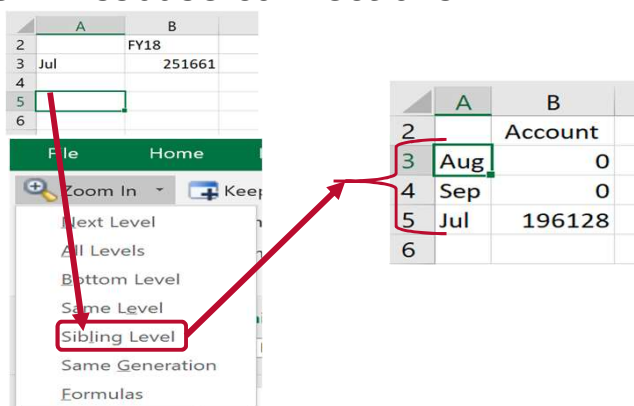 A B
2 FY18
3 Jul 251661
4
5
6
File Home
Zoom In Keep
Next Level
All Levels
Bottom Level
Same Level
Sibling Level
Same Generation
Formulas
A B
2 Account
3 Aug 0
4 Sep 0
5 Jul 196128
6